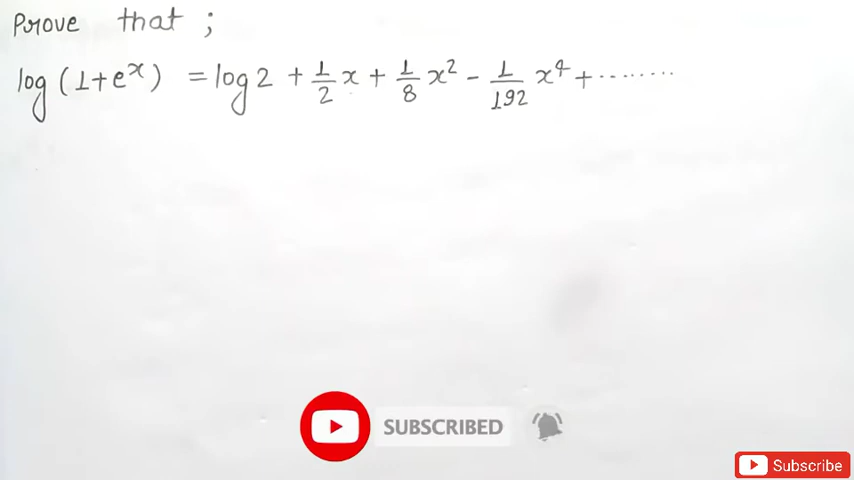 Prove that ;
log (1+e^x) = log 2 + 1/2 x + 1/8 x^2 - 1/192 x^4 + ........
SUBSCRIBED
Subscribe